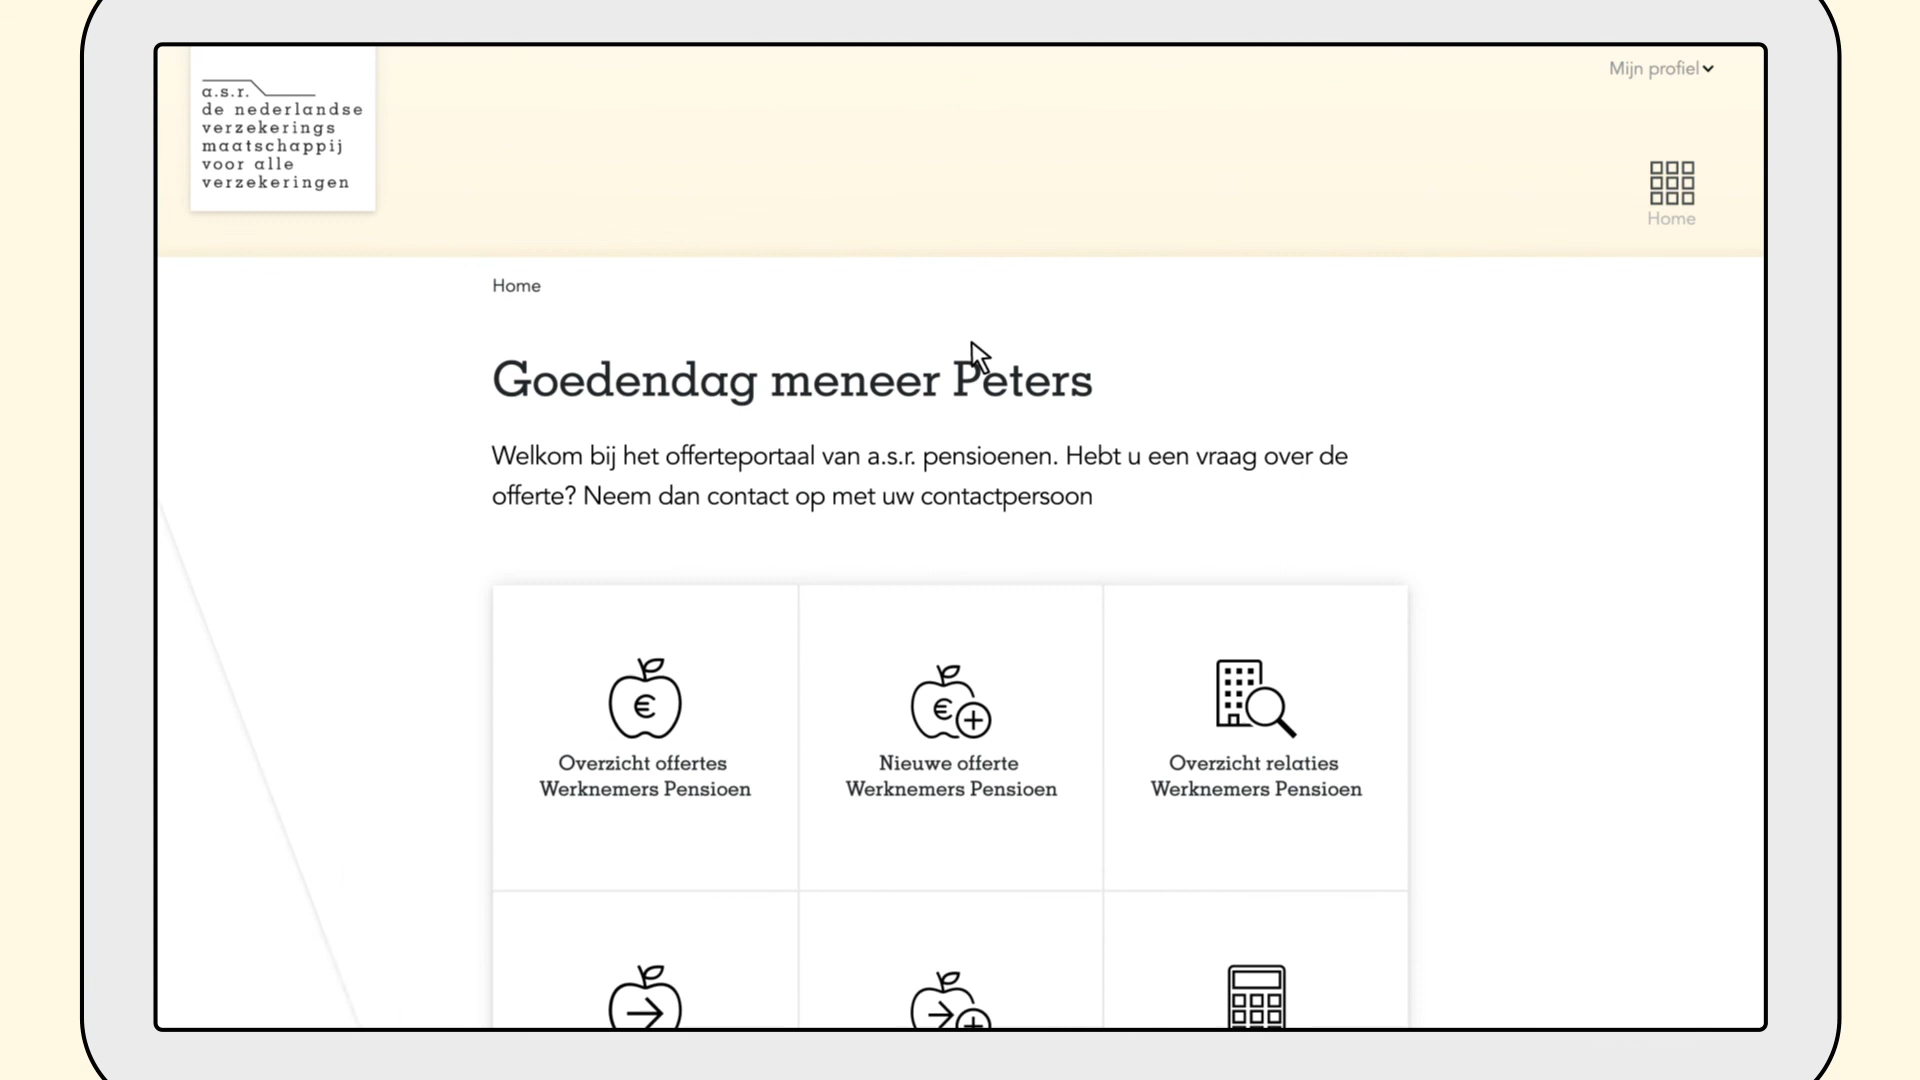 a.s.r.
de nederlandse
verzekerings
maatschappij
voor alle
verzekeringen
Mijn profiel
Home
Home
Goedendag meneer Peters
Welkom bij het offerteportaal van a.s.r. pensioenen. Hebt u een vraag over de
offerte? Neem dan contact op met uw contactpersoon
€
Overzicht offertes
Werknemers Pensioen
€
Nieuwe offerte
Werknemers Pensioen
Overzicht relaties
Werknemers Pensioen